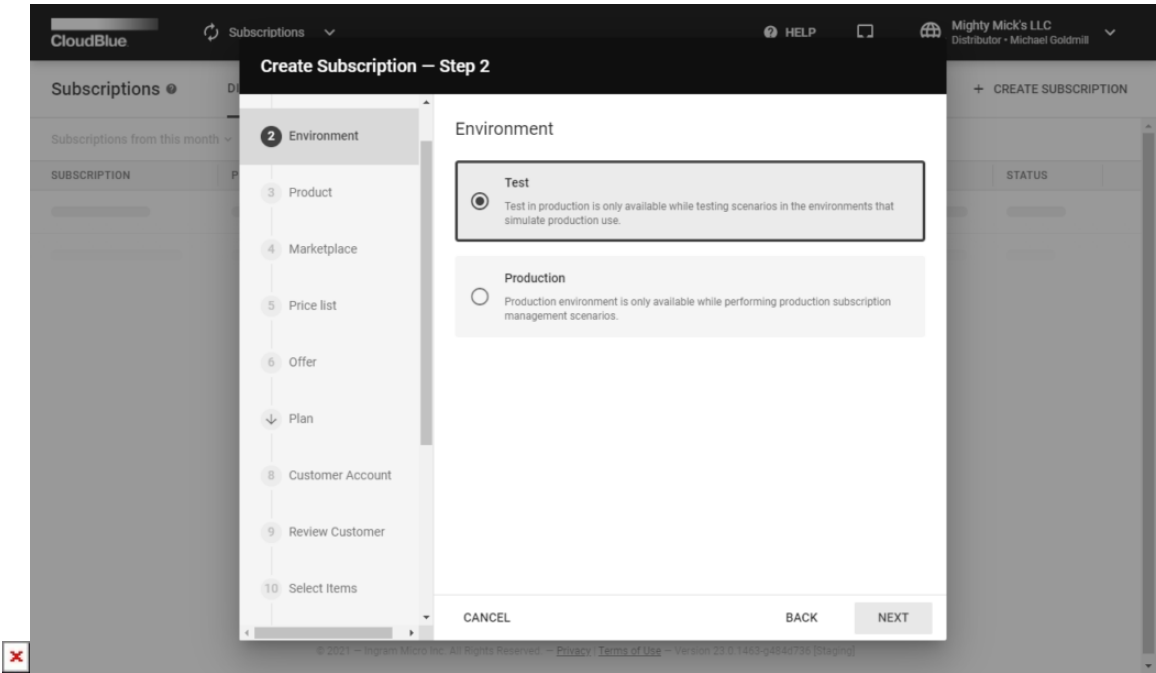 CloudBlue
Subscriptions
HELP
Mighty Mick's LLC
Distributor • Michael Goldmill
Create Subscription — Step 2
Subscriptions
CREATE SUBSCRIPTION
Subscriptions from this month
SUBSCRIPTION
STATUS
2 Environment
3 Product
4 Marketplace
5 Price list
6 Offer
Plan
8 Customer Account
9 Review Customer
10 Select Items
Environment
Test
Test in production is only available while testing scenarios in the environments that
simulate production use.
Production
Production environment is only available while performing production subscription
management scenarios.
CANCEL
BACK
NEXT
© 2021 — Ingram Micro Inc. All Rights Reserved. — Privacy | Terms of Use — Version 23.0.1463-g484d736 [Staging]